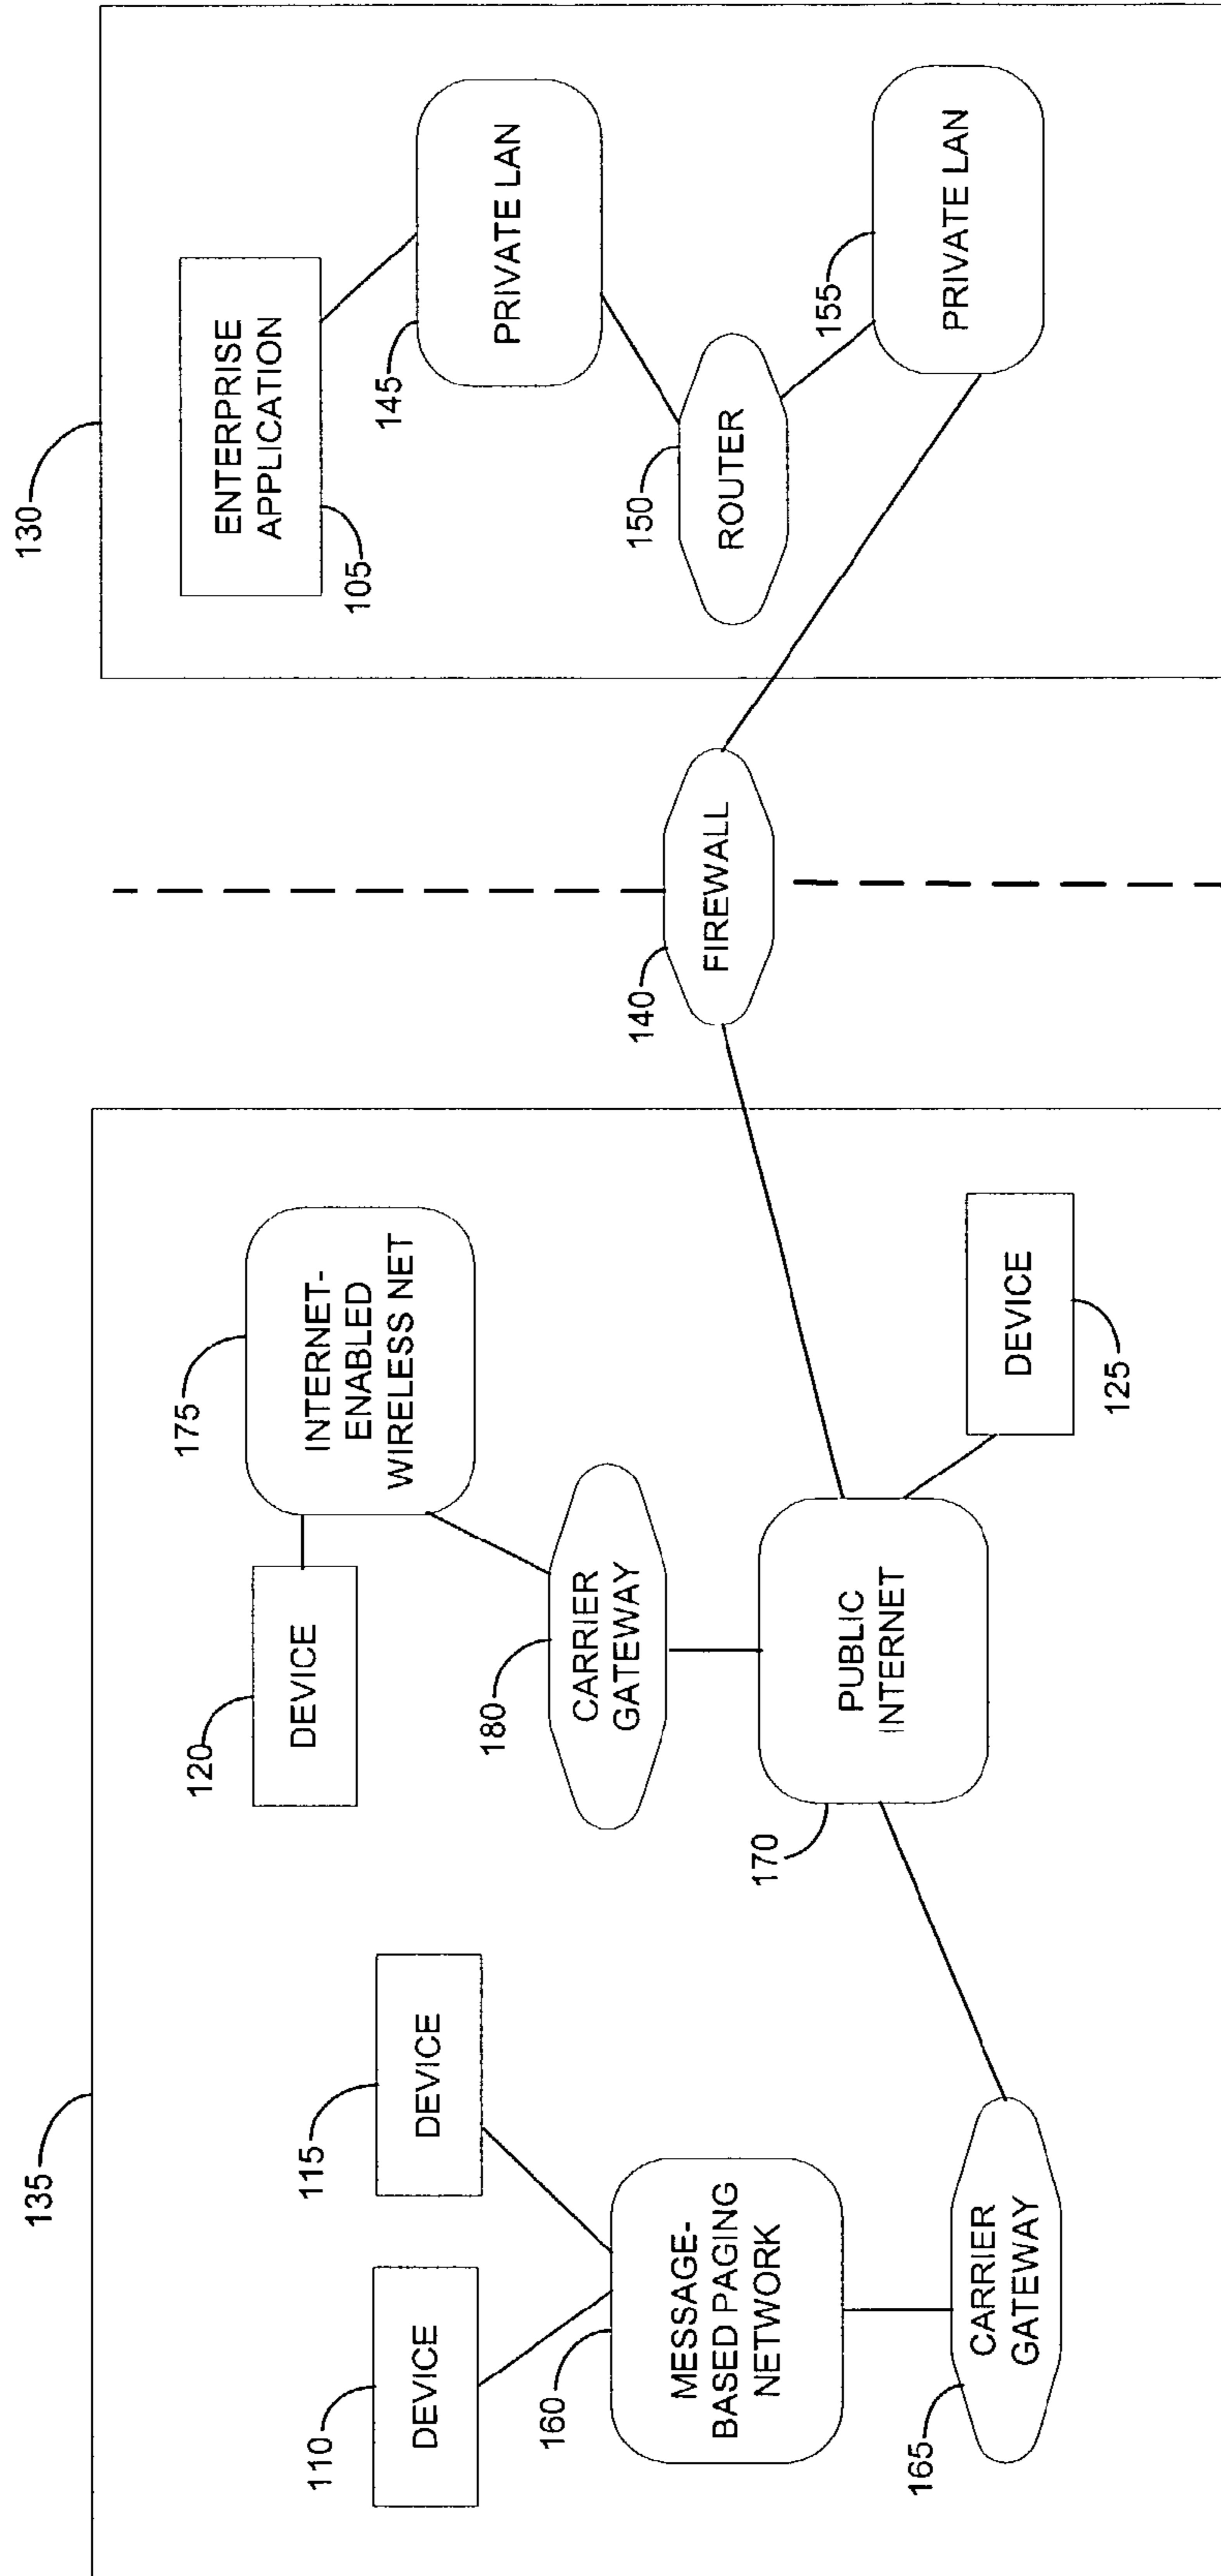 135
130
110
DEVICE
115
DEVICE
120
DEVICE
175
INTERNET-
ENABLED
WIRELESS NET
ENTERPRISE
APPLICATION
105
145
PRIVATE LAN
160
MESSAGE-
BASED PAGING
NETWORK
180
CARRIER
GATEWAY
140
FIREWALL
150
ROUTER
165
CARRIER
GATEWAY
170
PUBLIC
INTERNET
DEVICE
125
155
PRIVATE LAN